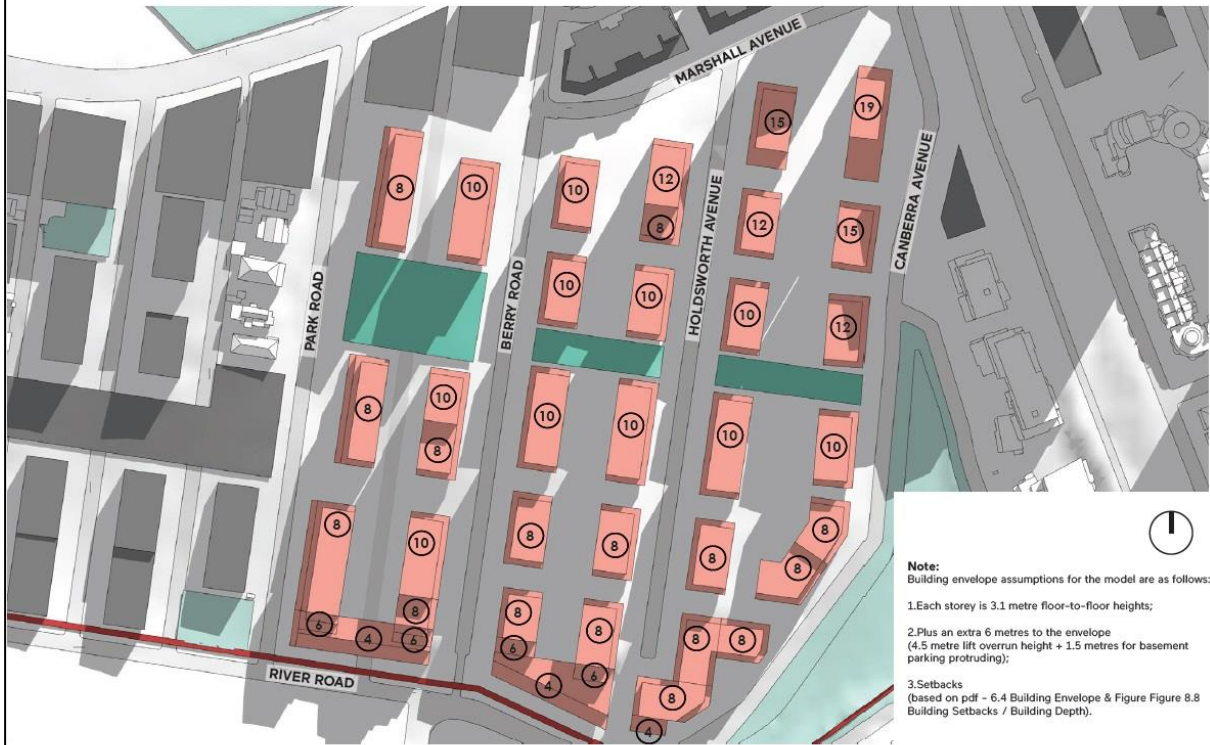 MARSHALL AVENUE
19
15
8
10
10
12
8
12
15
CANBERRA AVENUE
HOLDSWORTH AVENUE
PARK ROAD
BERRY ROAD
10
10
10
12
8
10
8
10
10
10
10
8
10
8
8
8
8
8
8
6
4
6
8
6
8
6
4
8
8
8
4
RIVER ROAD
Note:
Building envelope assumptions for the model are as follows:
1.Each storey is 3.1 metre floor-to-floor heights;
2.Plus an extra 6 metres to the envelope
(4.5 metre lift overrun height + 1.5 metres for basement
parking protruding);
3.Setbacks
(based on pdf - 6.4 Building Envelope & Figure Figure 8.8
Building Setbacks / Building Depth).